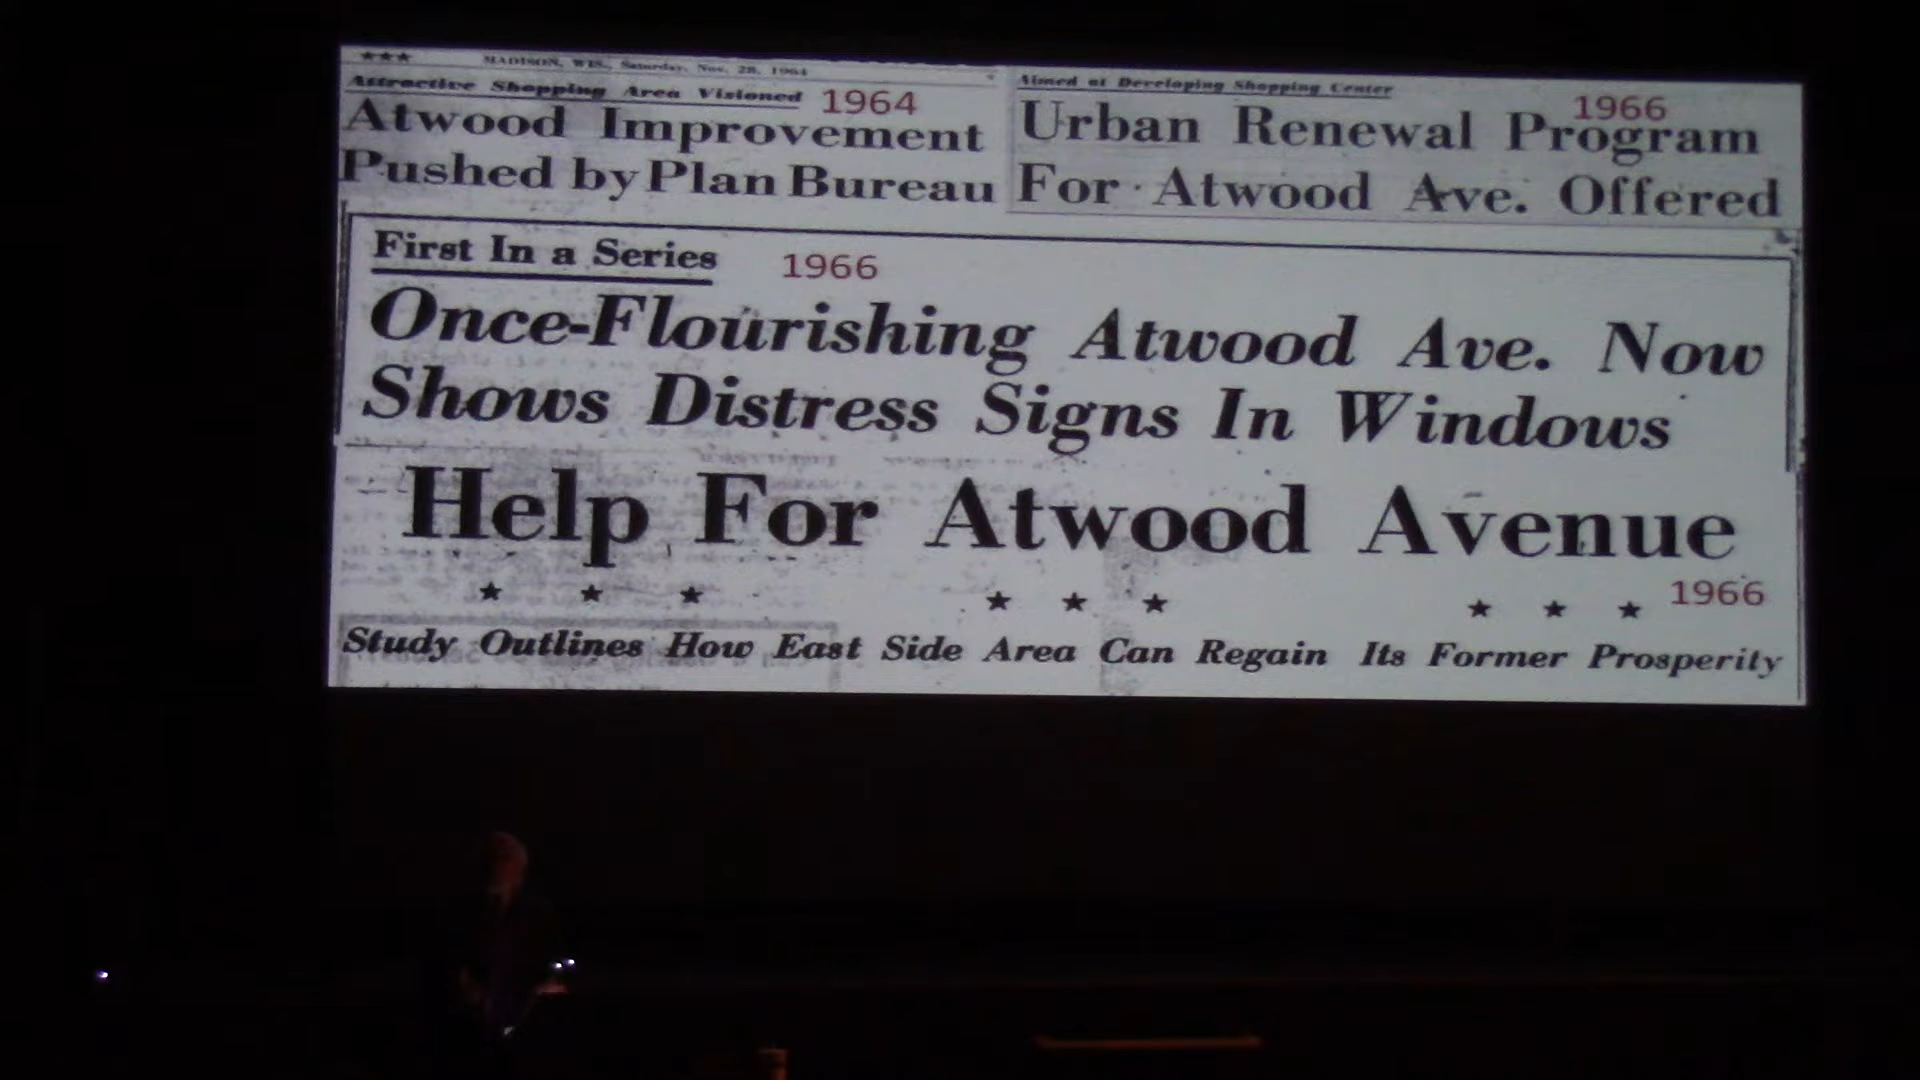 ★★★ MADISON, WIS., Saturday, Nov. 28, 1964
Attractive Shopping Area Visioned 1964
Atwood Improvement
Pushed by Plan Bureau
Aimed at Developing Shopping Center
1966
Urban Renewal Program
For Atwood Ave. Offered
First In a Series 1966
Once-Flourishing Atwood Ave. Now
Shows Distress Signs In Windows
Help For Atwood Avenue
★ ★ ★ ★ ★ ★ ★ ★ ★ 1966
Study Outlines How East Side Area Can Regain Its Former Prosperity